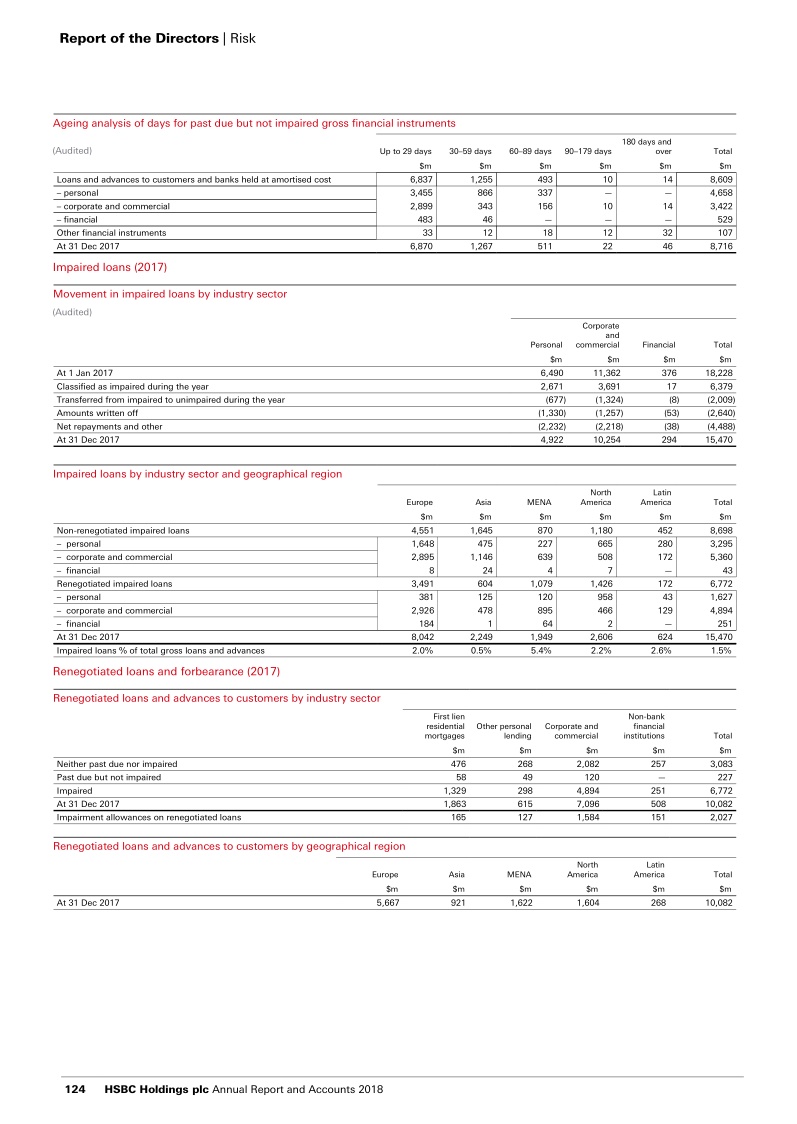 Report of the Directors | Risk
Ageing analysis of days for past due but not impaired gross financial instruments
180 days and
(Audited) Up to 29 days 30–59 days 60–89 days 90–179 days over Total
$m $m $m $m $m $m
Loans and advances to customers and banks held at amortised cost 6,837 1,255 493 10 14 8,609
– personal 3,455 866 337 — — 4,658
– corporate and commercial 2,899 343 156 10 14 3,422
– financial 483 46 — — — 529
Other financial instruments 33 12 18 12 32 107
At 31 Dec 2017 6,870 1,267 511 22 46 8,716
Impaired loans (2017)
Movement in impaired loans by industry sector
(Audited)
Corporate
and
Personal commercial Financial Total
$m $m $m $m
At 1 Jan 2017 6,490 11,362 376 18,228
Classified as impaired during the year 2,671 3,691 17 6,379
Transferred from impaired to unimpaired during the year (677) (1,324) (8) (2,009)
Amounts written off (1,330) (1,257) (53) (2,640)
Net repayments and other (2,232) (2,218) (38) (4,488)
At 31 Dec 2017 4,922 10,254 294 15,470
Impaired loans by industry sector and geographical region
North Latin
Europe Asia MENA America America Total
$m $m $m $m $m $m
Non-renegotiated impaired loans 4,551 1,645 870 1,180 452 8,698
– personal 1,648 475 227 665 280 3,295
– corporate and commercial 2,895 1,146 639 508 172 5,360
– financial 8 24 4 7 — 43
Renegotiated impaired loans 3,491 604 1,079 1,426 172 6,772
– personal 381 125 120 958 43 1,627
– corporate and commercial 2,926 478 895 466 129 4,894
– financial 184 1 64 2 — 251
At 31 Dec 2017 8,042 2,249 1,949 2,606 624 15,470
Impaired loans % of total gross loans and advances 2.0% 0.5% 5.4% 2.2% 2.6% 1.5%
Renegotiated loans and forbearance (2017)
Renegotiated loans and advances to customers by industry sector
First lien Non-bank
residential Other personal Corporate and financial
mortgages lending commercial institutions Total
$m $m $m $m $m
Neither past due nor impaired 476 268 2,082 257 3,083
Past due but not impaired 58 49 120 — 227
Impaired 1,329 298 4,894 251 6,772
At 31 Dec 2017 1,863 615 7,096 508 10,082
Impairment allowances on renegotiated loans 165 127 1,584 151 2,027
Renegotiated loans and advances to customers by geographical region
North Latin
Europe Asia MENA America America Total
$m $m $m $m $m $m
At 31 Dec 2017 5,667 921 1,622 1,604 268 10,082
124 HSBC Holdings plc Annual Report and Accounts 2018